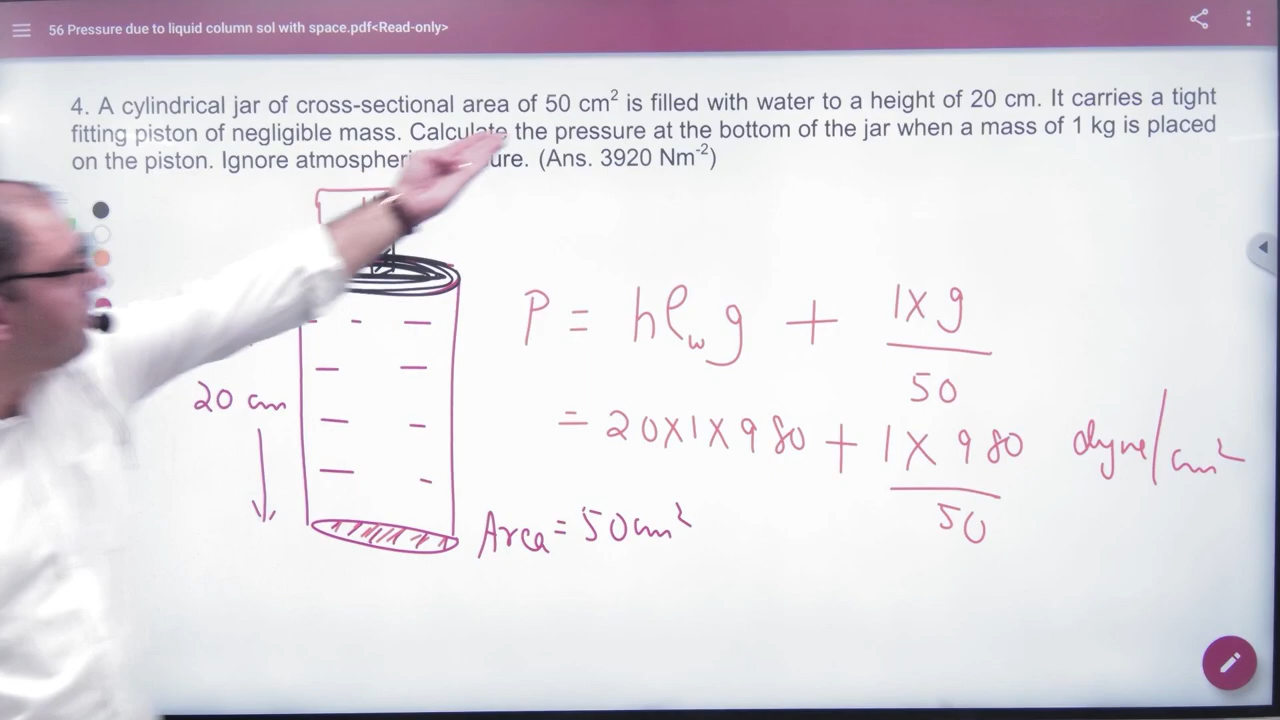 56 Pressure due to liquid column sol with space.pdf<Read-only>
4. A cylindrical jar of cross-sectional area of 50 cm² is filled with water to a height of 20 cm. It carries a tight
fitting piston of negligible mass. Calculate the pressure at the bottom of the jar when a mass of 1 kg is placed
on the piston. Ignore (Ans. 3920 Nm⁻²)
P = hρ_w g + 1 × g / 50
= 20×1×980 + 1 × 980 / 50 dyne/cm²
20 cm
Area = 50 cm²